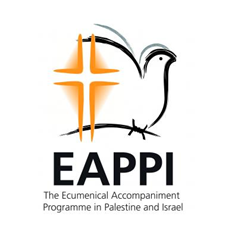 EAPPI
The Ecumenical Accompaniment
Programme in Palestine and Israel